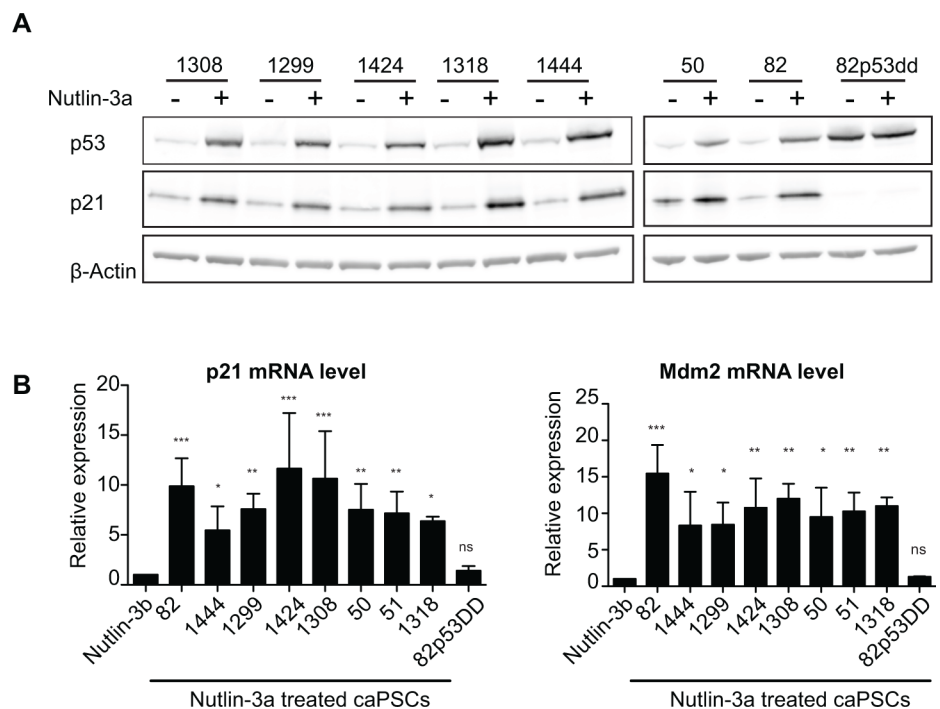 A
1308 1299 1424 1318 1444 50 82 82p53dd
Nutlin-3a - + - + - + - + - + - + - + - +
p53
p21
β-Actin
B
p21 mRNA level
Relative expression
20
15
10
5
0
*** * ** *** *** ** ** * ns
Nutlin-3b 82 1444 1299 1424 1308 50 51 1318 82p53DD
Nutlin-3a treated caPSCs
Mdm2 mRNA level
Relative expression
25
20
15
10
5
0
*** * * ** ** * ** ** ns
Nutlin-3b 82 1444 1299 1424 1308 50 51 1318 82p53DD
Nutlin-3a treated caPSCs